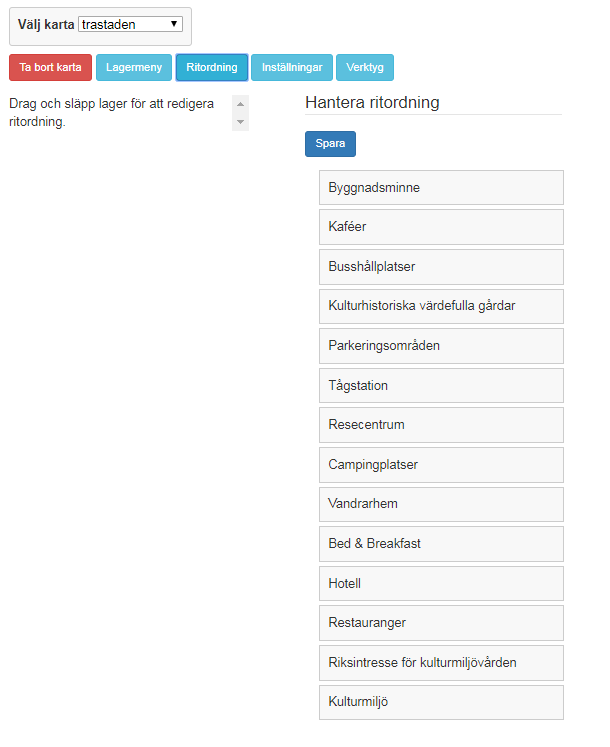 Välj karta trastaden
Ta bort karta Lagermeny Ritordning Inställningar Verktyg
Drag och släpp lager för att redigera
ritordning.
Hantera ritordning
Spara
Byggnadsminne
Kaféer
Busshållplatser
Kulturhistoriska värdefulla gårdar
Parkeringsområden
Tågstation
Resecentrum
Campingplatser
Vandrarhem
Bed & Breakfast
Hotell
Restauranger
Riksintresse för kulturmiljövården
Kulturmiljö